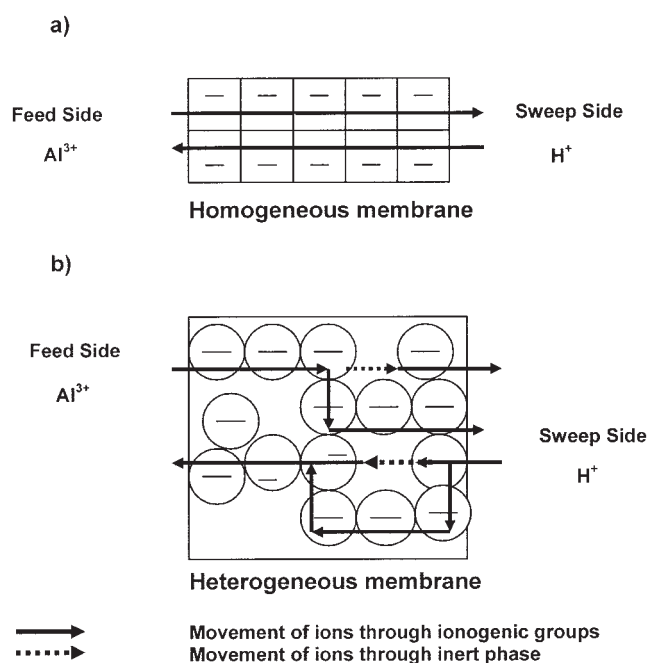 a)
Feed Side
Al³⁺
Sweep Side
H⁺
Homogeneous membrane
b)
Feed Side
Al³⁺
Sweep Side
H⁺
Heterogeneous membrane
Movement of ions through ionogenic groups
Movement of ions through inert phase